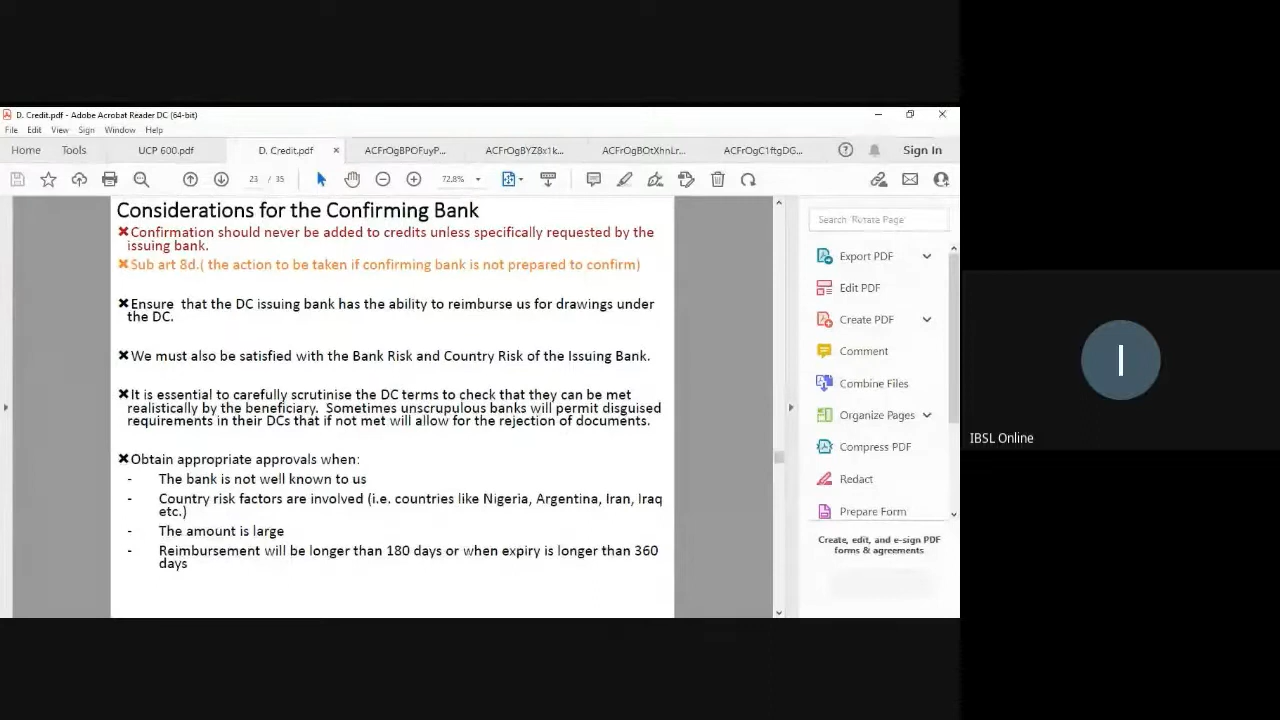 D. Credit.pdf - Adobe Acrobat Reader DC (64-bit)
File Edit View Sign Window Help
Home Tools UCP 600.pdf D. Credit.pdf × ACFrOgBPOFuyP... ACFrOgBYZ8x1k... ACFrOgBOtXhnLr... ACFrOgC1ftgDG... Sign In
23 / 35 72.8%
Considerations for the Confirming Bank
Confirmation should never be added to credits unless specifically requested by the
issuing bank.
Sub art 8d.( the action to be taken if confirming bank is not prepared to confirm)
Ensure that the DC issuing bank has the ability to reimburse us for drawings under
the DC.
We must also be satisfied with the Bank Risk and Country Risk of the Issuing Bank.
It is essential to carefully scrutinise the DC terms to check that they can be met
realistically by the beneficiary. Sometimes unscrupulous banks will permit disguised
requirements in their DCs that if not met will allow for the rejection of documents.
Obtain appropriate approvals when:
- The bank is not well known to us
- Country risk factors are involved (i.e. countries like Nigeria, Argentina, Iran, Iraq
etc.)
- The amount is large
- Reimbursement will be longer than 180 days or when expiry is longer than 360
days
Search 'Rotate Page'
Export PDF
Edit PDF
Create PDF
Comment
Combine Files
Organize Pages
Compress PDF
Redact
Prepare Form
Create, edit, and e-sign PDF
forms & agreements
I
IBSL Online